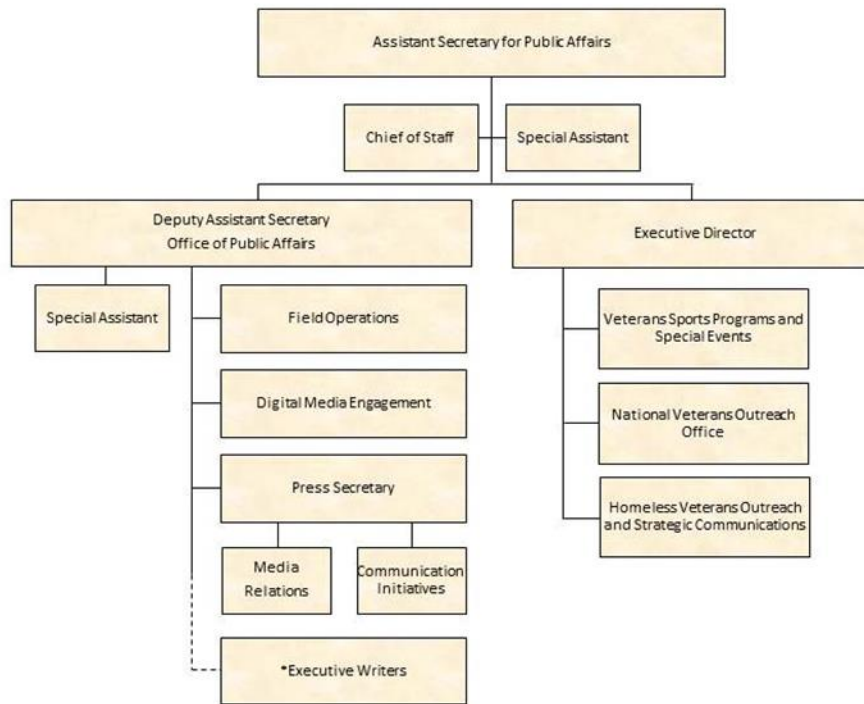 Assistant Secretary for Public Affairs
Chief of Staff
Special Assistant
Deputy Assistant Secretary
Office of Public Affairs
Executive Director
Special Assistant
Field Operations
Veterans Sports Programs and
Special Events
Digital Media Engagement
National Veterans Outreach
Office
Press Secretary
Homeless Veterans Outreach
and Strategic Communications
Media
Relations
Communication
Initiatives
*Executive Writers